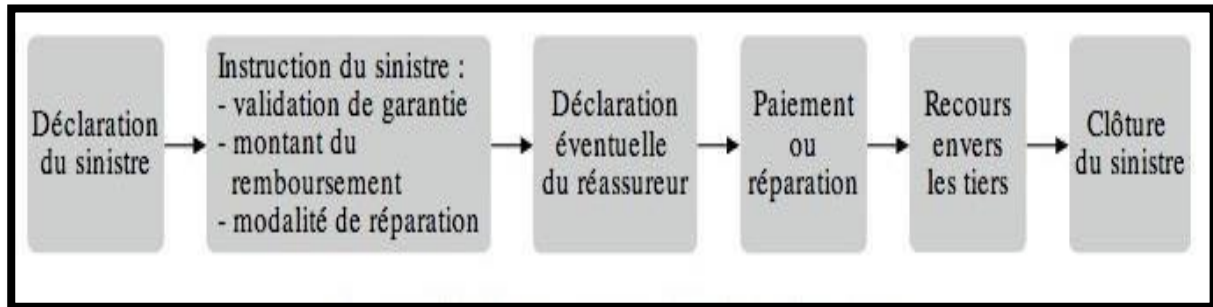 Déclaration
du sinistre
Instruction du sinistre :
- validation de garantie
- montant du
remboursement
- modalité de réparation
Déclaration
éventuelle
du réassureur
Paiement
ou
réparation
Recours
envers
les tiers
Clôture
du sinistre